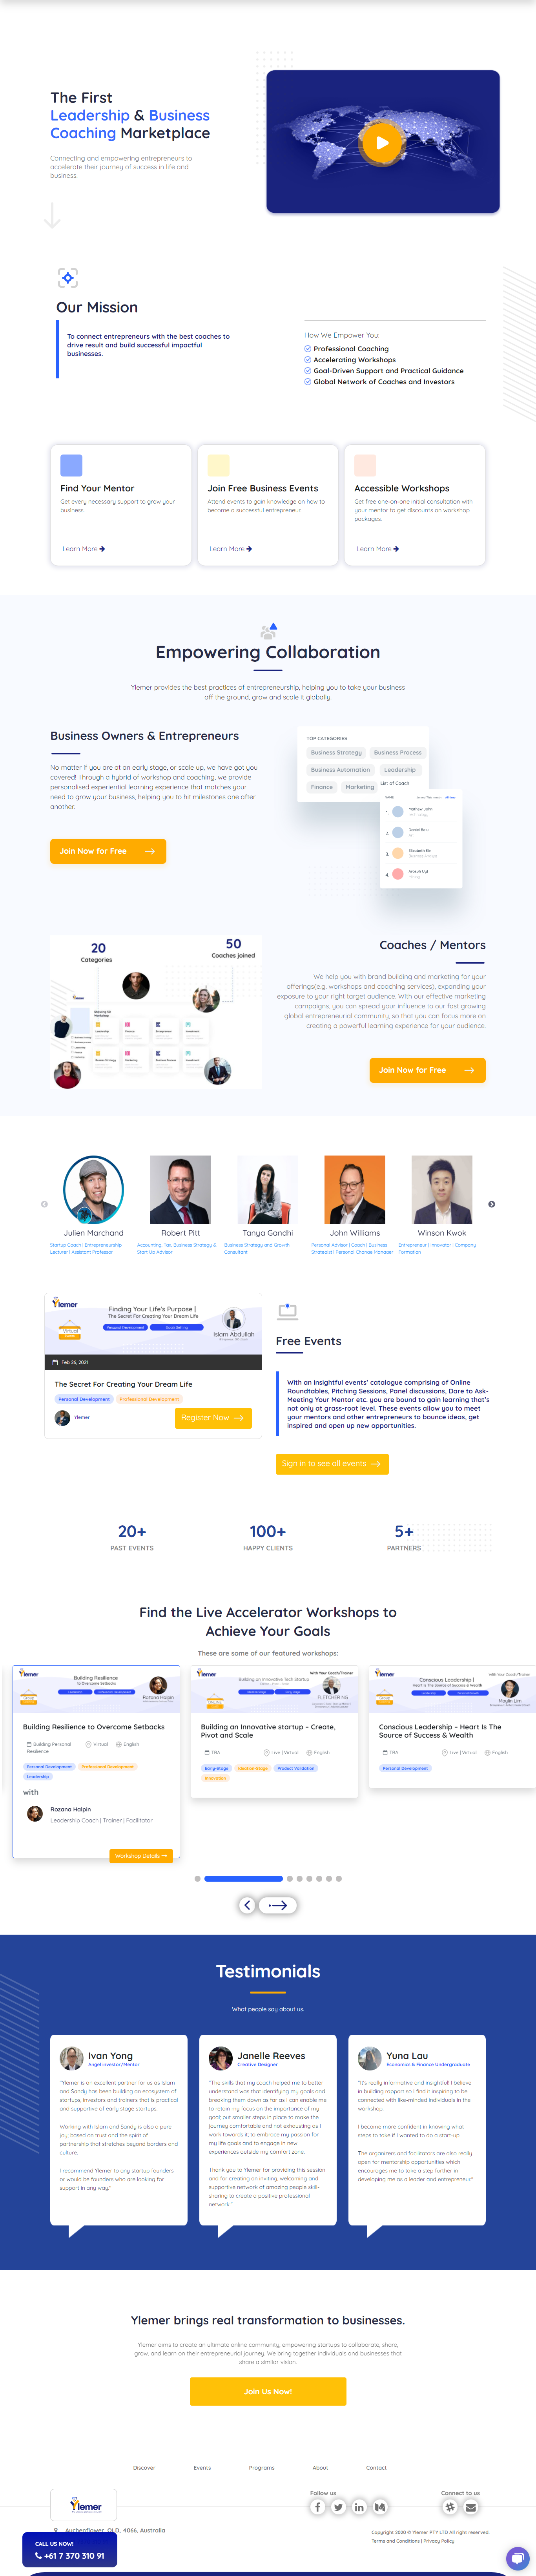 The First
Leadership & Business
Coaching Marketplace
Connecting and empowering entrepreneurs to
accelerate their journey of success in life and
business.
Our Mission
To connect entrepreneurs with the best coaches to
drive result and build successful impactful
businesses.
How We Empower You:
Professional Coaching
Accelerating Workshops
Goal-Driven Support and Practical Guidance
Global Network of Coaches and Investors
Find Your Mentor
Get every necessary support to grow your
business.
Learn More
Join Free Business Events
Attend events to gain knowledge on how to
become a successful entrepreneur.
Learn More
Accessible Workshops
Get free one-on-one initial consultation with
your mentor to get discounts on workshop
packages.
Learn More
Empowering Collaboration
Ylemer provides the best practices of entrepreneurship, helping you to take your business
off the ground, grow and scale it globally.
Business Owners & Entrepreneurs
No matter if you are at an early stage, or scale up, we have got you
covered! Through a hybrid of workshop and coaching, we provide
personalised experiential learning experience that matches your
need to grow your business, helping you hit milestones one after
another.
Join Now for Free
TOP CATEGORIES
Business Strategy
Business Process
Business Automation
Leadership
Finance
Marketing
List of Coach
1.
Mathew John
2.
3.
4.
20
Categories
50
Coaches joined
Ylemer
Coaches / Mentors
We help you with brand building and marketing for your
offerings(e.g. workshops and coaching services), expanding your
exposure to your right target audience. With our effective marketing
campaigns, you can spread your influence to our fast growing
global entrepreneurial community, so that you can focus more on
creating a powerful learning experience for your audience.
Join Now for Free
Julien Marchand
Startup Coach | Entrepreneurship
Lecturer | Assistant Professor
Robert Pitt
Accounting, Tax, Business Strategy &
Start Up Advisor
Tanya Gandhi
Business Strategy and Growth
Consultant
John Williams
Personal Advisor | Coach | Business
Strategist | Personal Change Manager
Winson Kwok
Entrepreneur | Innovator | Company
Formation
Ylemer
Finding Your Life's Purpose |
The Secret For Creating Your Dream Life
Personal Development
Goals Setting
Islam Abdullah
Feb 26, 2021
The Secret For Creating Your Dream Life
Personal Development
Professional Development
Ylemer
Register Now
Free Events
With an insightful events' catalogue comprising of Online
Roundtables, Pitching Sessions, Panel discussions, Dare to Ask-
Meeting Your Mentor etc. you are bound to gain learning that's
not only at grass-root level. These events allow you to meet
your mentors and other entrepreneurs to bounce ideas, get
inspired and open up new opportunities.
Sign in to see all events
20+
PAST EVENTS
100+
HAPPY CLIENTS
5+
PARTNERS
Find the Live Accelerator Workshops to
Achieve Your Goals
These are some of our featured workshops:
Ylemer
Building Resilience
to Overcome Setbacks
Rozana Halpin
Building Resilience to Overcome Setbacks
Building Personal
Resilience
Virtual
English
Personal Development
Professional Development
Leadership
with
Rozana Halpin
Leadership Coach | Trainer | Facilitator
Workshop Details
Ylemer
With Your Coach/Trainer
Building an Innovative Tech Startup
FLETCHER NG
Building an Innovative startup – Create,
Pivot and Scale
TBA
Live | Virtual
English
Early-Stage
Ideation-Stage
Product Validation
Innovation
Ylemer
With Your Coach/Trainer
Conscious Leadership |
Heart is The Source of Success & Wealth
Conscious Leadership – Heart Is The
Source of Success & Wealth
TBA
Live | Virtual
English
Personal Development
Testimonials
What people say about us.
Ivan Yong
Angel investor/Mentor
"Ylemer is an excellent partner for us as Islam
and Sandy has been building an ecosystem of
startups, investors and trainers that is practical
and supportive of early stage startups.
Working with Islam and Sandy is also a pure
joy, based on trust and the spirit of
partnership that stretches beyond borders and
culture.
I recommend Ylemer to any startup founders
or would be founders who are looking for
support in any way."
Janelle Reeves
Creative Designer
"The skills that my coach helped me to better
understand was that identifying my goals and
breaking them down as far as I can enable me
to retain my focus on the importance of my
goal, put smaller steps in place to make the
journey comfortable and not exhausting as I
work towards it; to embrace my passion for
my life goals and to engage in new
experiences outside my comfort zone.
Thank you to Ylemer for providing this session
and for creating an inviting, welcoming and
supportive network of amazing people skill-
sharing to create a positive professional
network."
Yuna Lau
Economics & Finance Undergraduate
"It's really informative and insightful! I believe
in building rapport so I find it inspiring to be
connected with like-minded individuals in the
workshop.
I become more confident in knowing what
steps to take if I wanted to do a start-up.
The organizers and facilitators are also really
open for mentorship opportunities which
encourages me to take a step further in
developing me as a leader and entrepreneur."
Ylemer brings real transformation to businesses.
Ylemer aims to create an ultimate online community, empowering startups to collaborate, share,
grow, and learn on their entrepreneurial journey. We bring together individuals and businesses that
share a similar vision.
Join Us Now!
Discover
Events
Programs
About
Contact
Ylemer
Follow us
Connect to us
Auchenflower, QLD, 4066, Australia
Copyright 2020 © Ylemer PTY LTD All right reserved.
Terms and Conditions | Privacy Policy
CALL US NOW!
+61 7 370 310 91